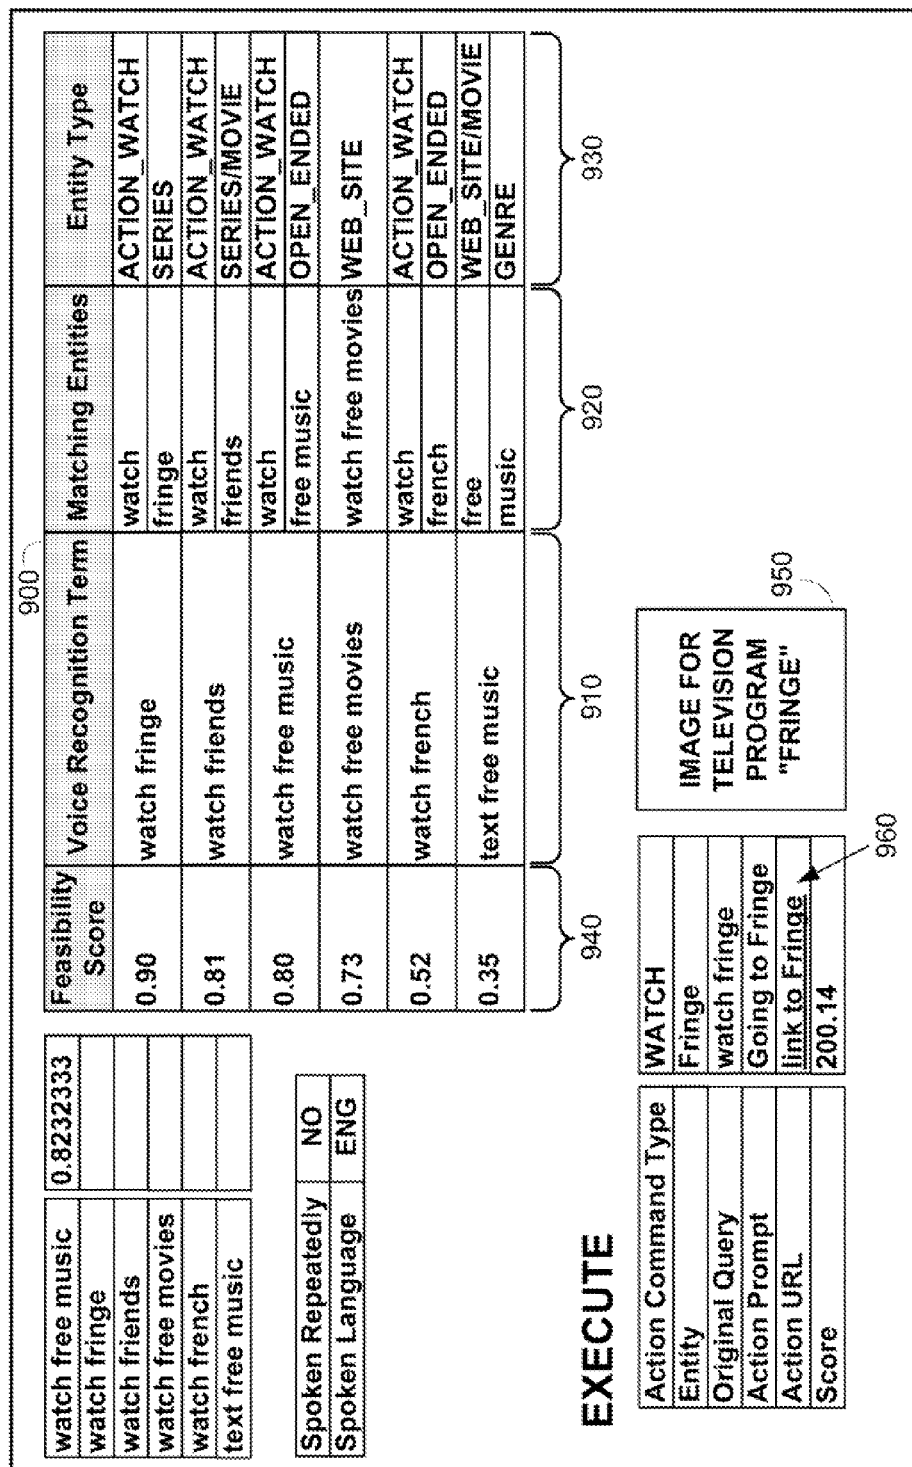 watch free music 0.8232333
watch fringe
watch friends
watch free movies
watch french
text free music
Spoken Repeatedly NO
Spoken Language ENG
900
Feasibility Score Voice Recognition Term Matching Entities Entity Type
0.90 watch fringe watch ACTION_WATCH
fringe SERIES
0.81 watch friends watch ACTION_WATCH
friends SERIES/MOVIE
0.80 watch free music watch ACTION_WATCH
free music OPEN_ENDED
0.73 watch free movies watch free movies WEB_SITE
0.52 watch french watch ACTION_WATCH
french OPEN_ENDED
0.35 text free music free WEB_SITE/MOVIE
music GENRE
940 910 920 930
EXECUTE
Action Command Type WATCH
Entity Fringe
Original Query watch fringe
Action Prompt Going to Fringe
Action URL link to Fringe
Score 200.14
960
IMAGE FOR
TELEVISION
PROGRAM
"FRINGE"
950